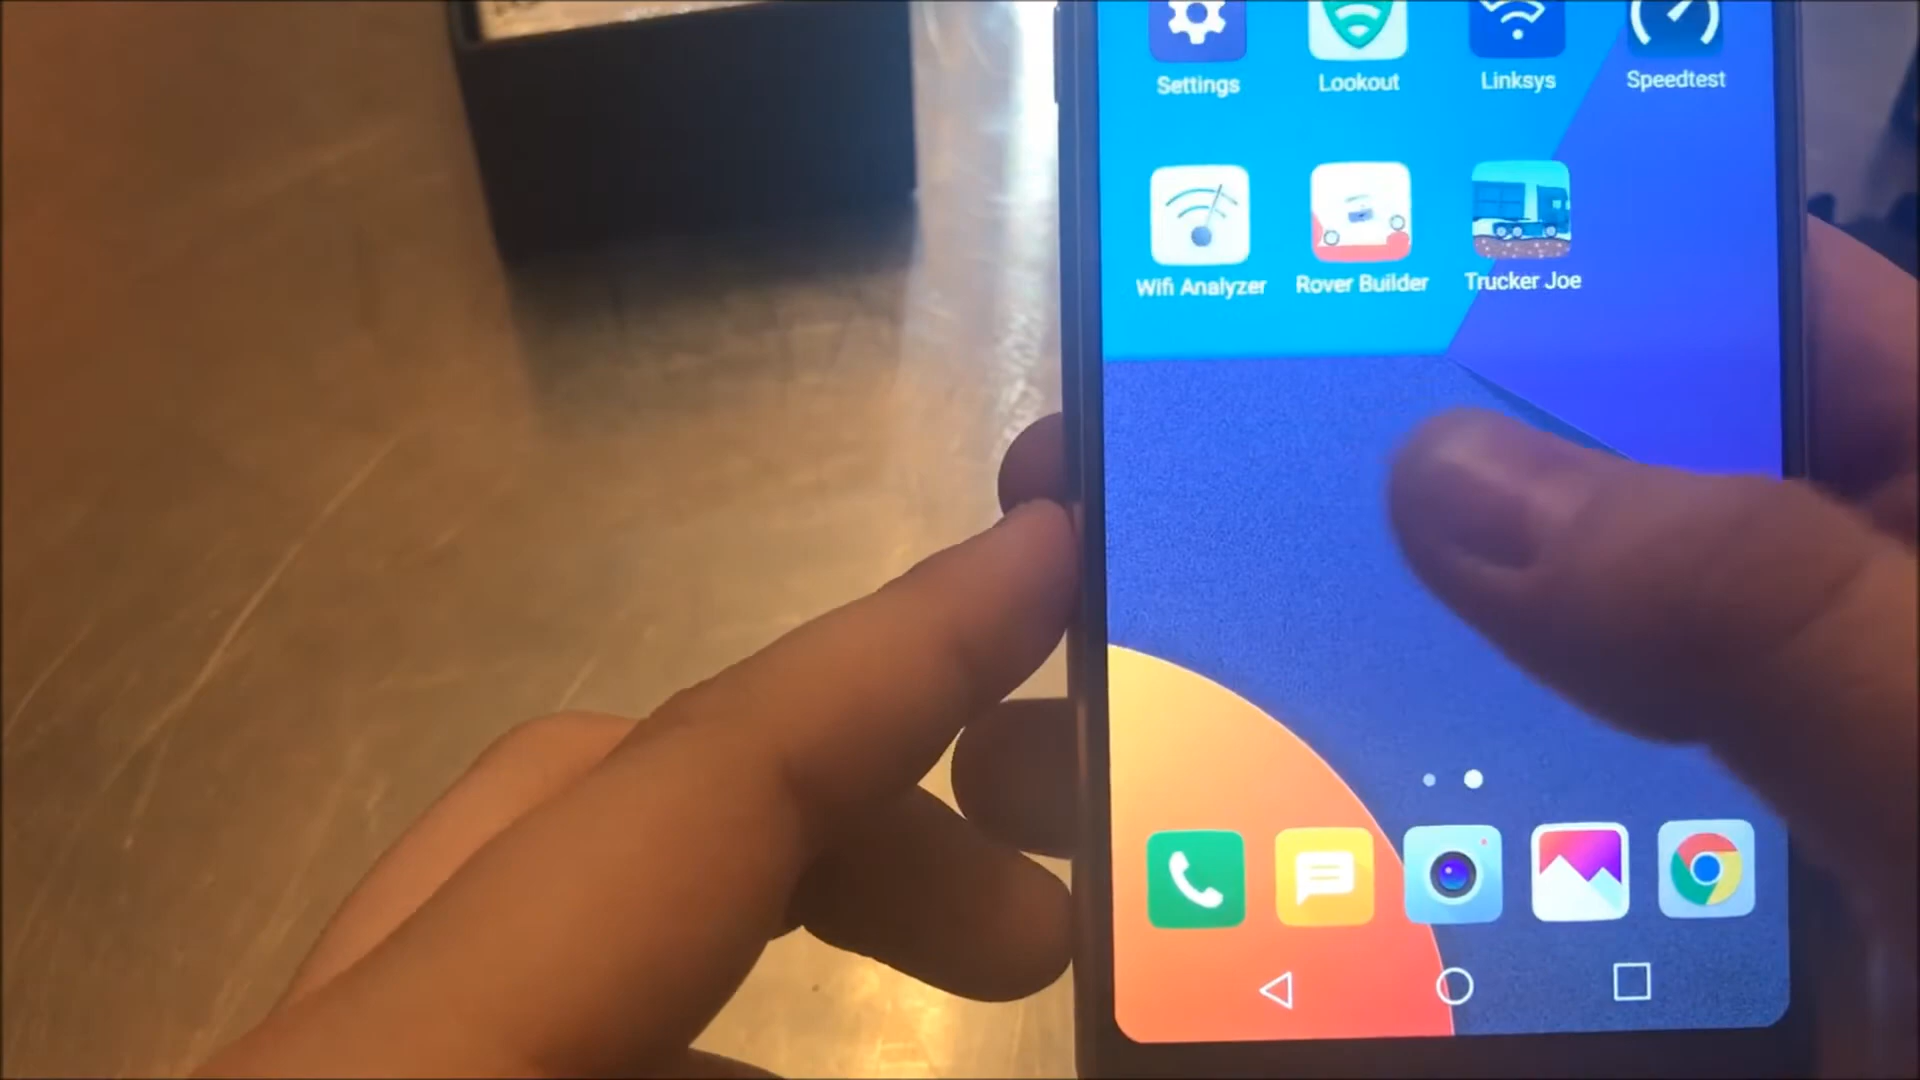 Settings Lookout Linksys Speedtest
Wifi Analyzer Rover Builder Trucker Joe